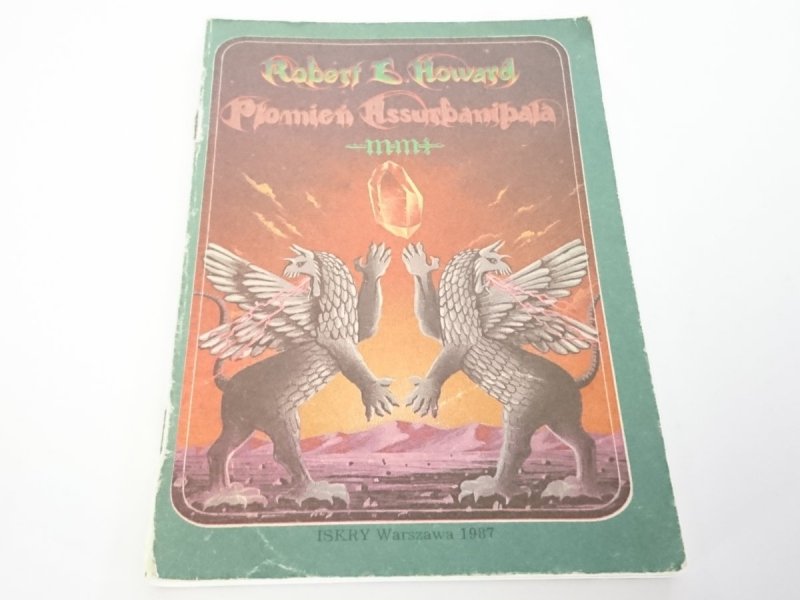 Robert E. Howard
Płomień Assurbanipala
ISKRY Warszawa 1987